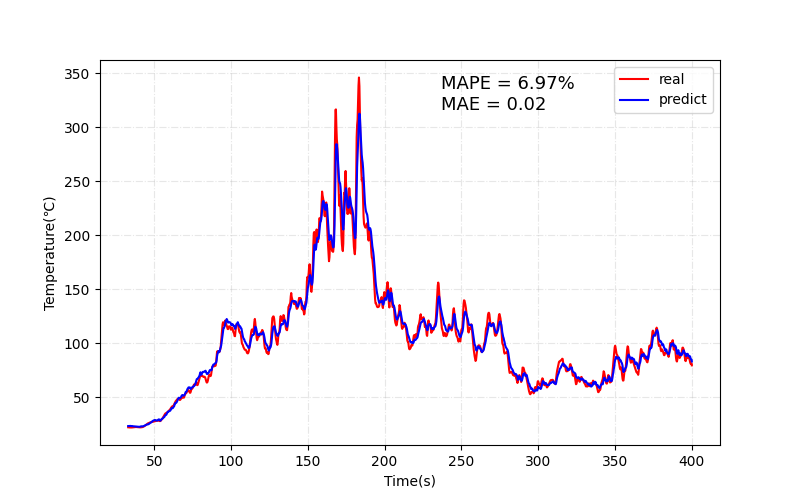 MAPE = 6.97%
MAE = 0.02
real
predict
350
300
250
200
150
100
50
Temperature(℃)
50 100 150 200 250 300 350 400
Time(s)